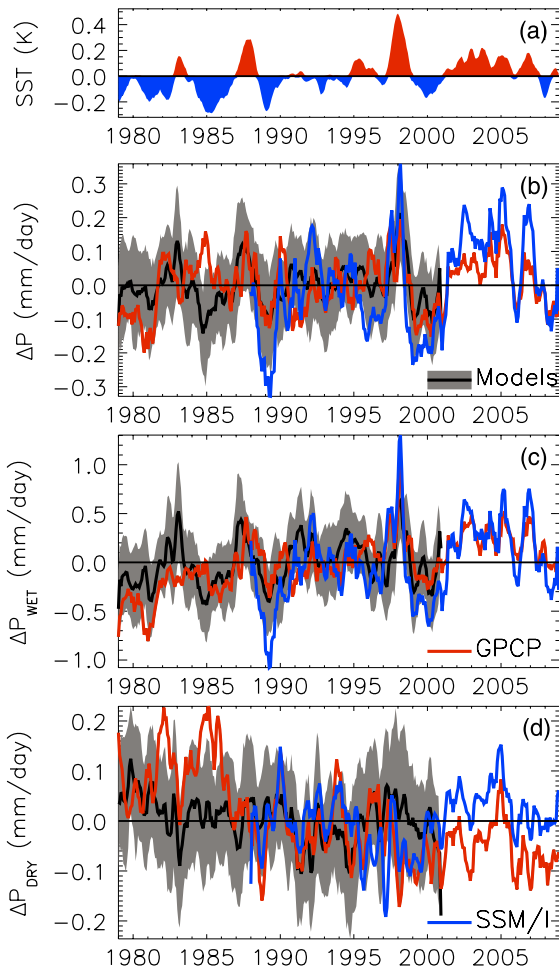 (a)
SST (K)
0.4
0.2
0.0
−0.2
1980 1985 1990 1995 2000 2005
(b)
ΔP (mm/day)
0.3
0.2
0.1
0.0
−0.1
−0.2
−0.3
Models
1980 1985 1990 1995 2000 2005
(c)
ΔP_WET (mm/day)
1.0
0.5
0.0
−0.5
−1.0
GPCP
1980 1985 1990 1995 2000 2005
(d)
ΔP_DRY (mm/day)
0.2
0.1
0.0
−0.1
−0.2
SSM/I
1980 1985 1990 1995 2000 2005